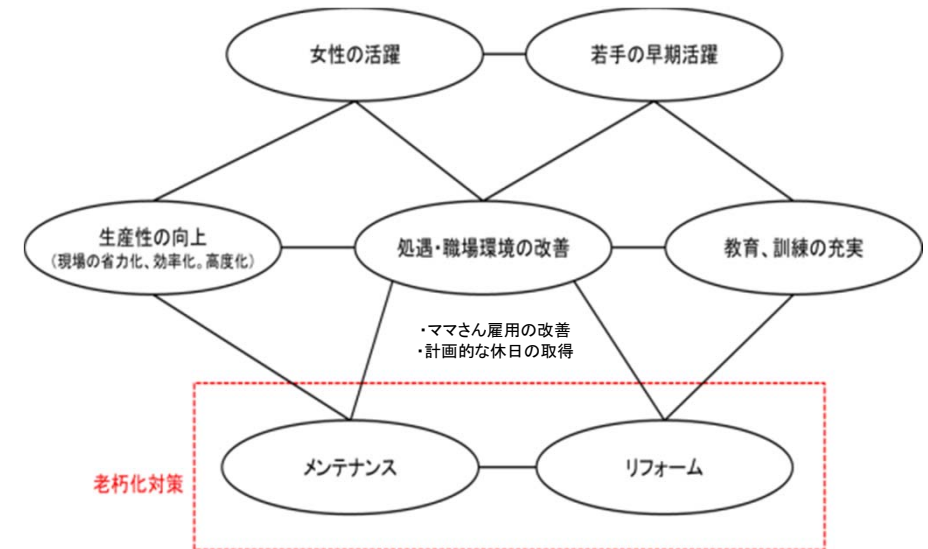 女性の活躍
若手の早期活躍
生産性の向上
（現場の省力化、効率化。高度化）
処遇・職場環境の改善
教育、訓練の充実
・ママさん雇用の改善
・計画的な休日の取得
メンテナンス
リフォーム
老朽化対策